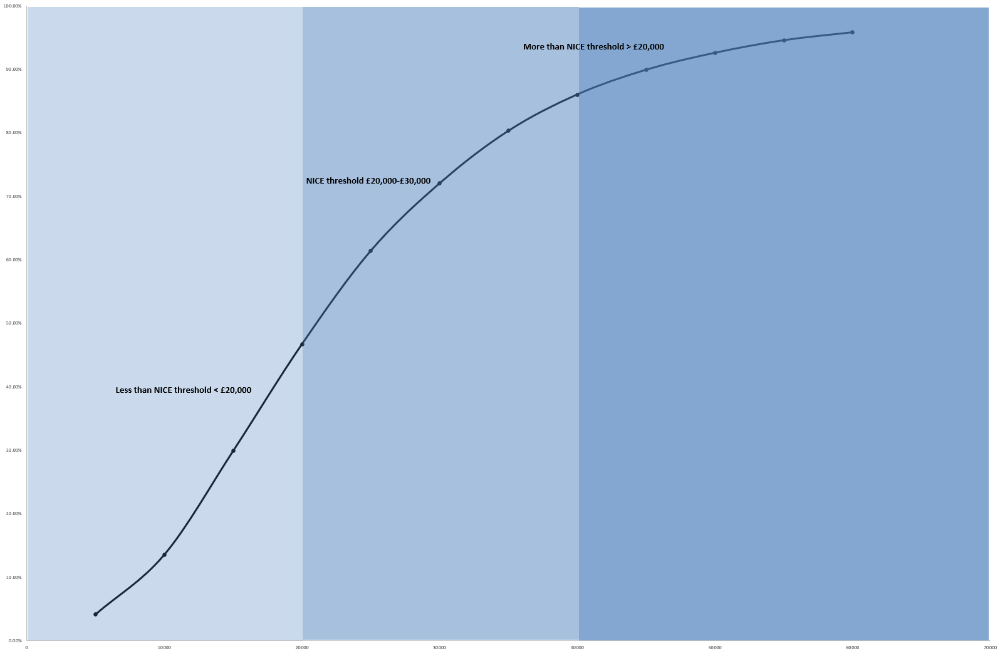 100.00%
More than NICE threshold > £20,000
90.00%
80.00%
NICE threshold £20,000-£30,000
70.00%
60.00%
50.00%
40.00%
Less than NICE threshold < £20,000
30.00%
20.00%
10.00%
0.00%
0 10000 20000 30000 40000 50000 60000 70000